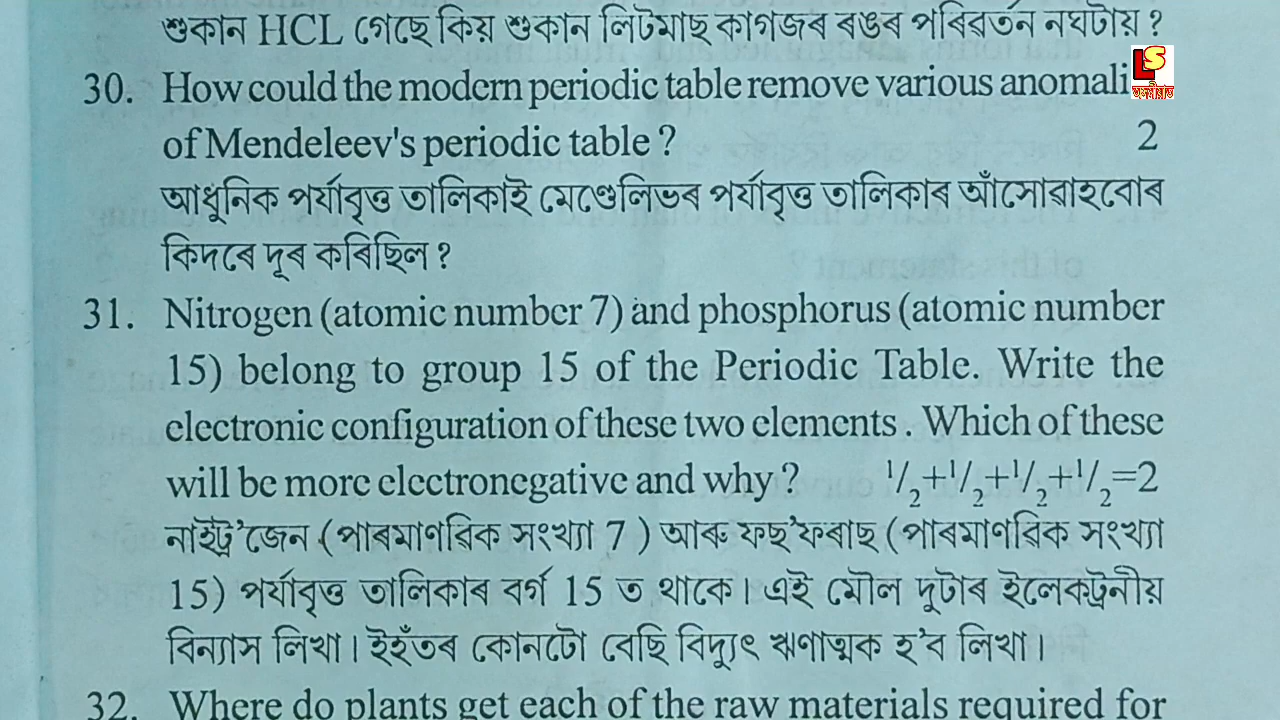 শুকান HCL গেছে কিয় শুকান লিটমাছ কাগজৰ ৰঙৰ পৰিৱৰ্তন নঘটায় ?
30. How could the modern periodic table remove various anomali
LS
of Mendeleev's periodic table ? 2
আধুনিক পৰ্য্যাবৃত্ত তালিকাই মেণ্ডেলিভৰ পৰ্য্যাবৃত্ত তালিকাৰ আঁসোৱাহবোৰ
কিদৰে দূৰ কৰিছিল ?
31. Nitrogen (atomic number 7) and phosphorus (atomic number
15) belong to group 15 of the Periodic Table. Write the
electronic configuration of these two elements . Which of these
will be more electronegative and why ? 1/2+1/2+1/2+1/2=2
নাইট্ৰ'জেন (পাৰমাণৱিক সংখ্যা 7 ) আৰু ফছ'ফৰাছ (পাৰমাণৱিক সংখ্যা
15) পৰ্য্যাবৃত্ত তালিকাৰ বৰ্গ 15 ত থাকে। এই মৌল দুটাৰ ইলেকট্ৰনীয়
বিন্যাস লিখা। ইহঁতৰ কোনটো বেছি বিদ্যুৎ ঋণাত্মক হ'ব লিখা।
32. Where do plants get each of the raw materials required for